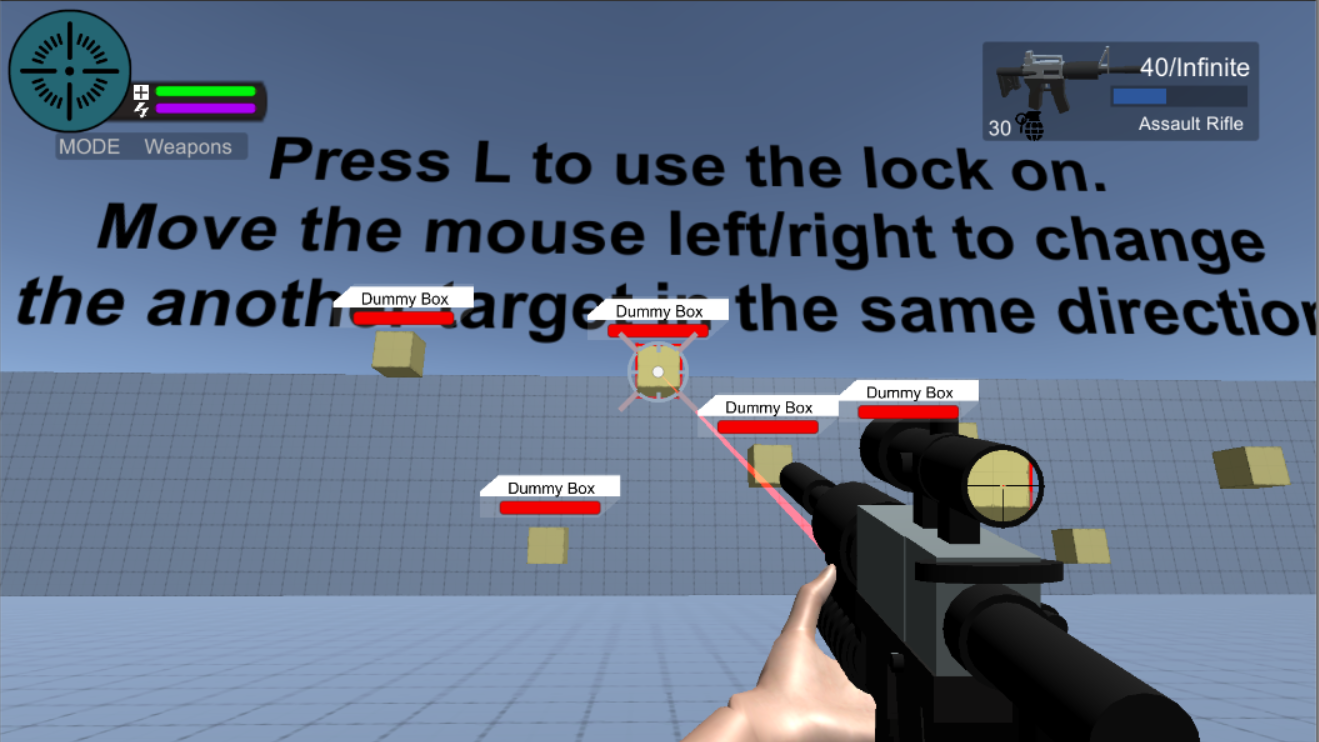 40/Infinite
30
Assault Rifle
MODE Weapons
Press L to use the lock on.
Move the mouse left/right to change
the another target in the same direction
Dummy Box
Dummy Box
Dummy Box
Dummy Box
Dummy Box